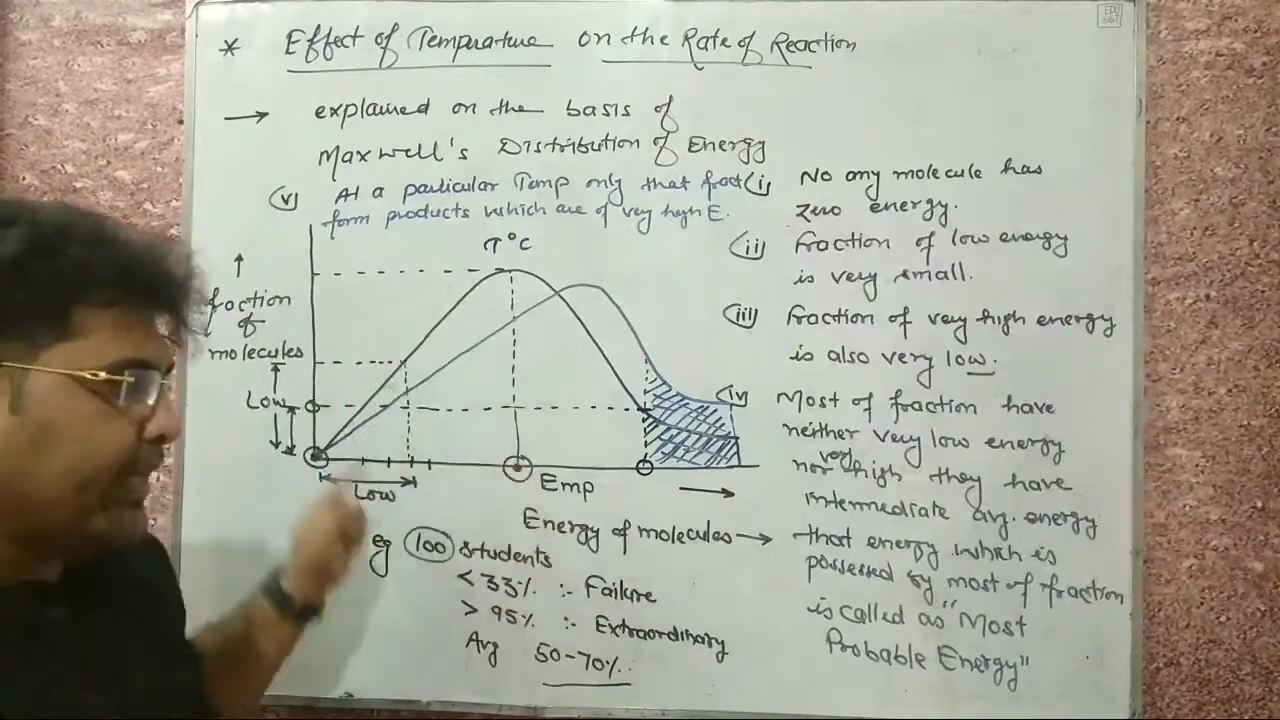 * Effect of Temperature on the Rate of Reaction
EDU
→ explained on the basis of
Maxwell's Distribution of Energy
(v) At a particular Temp only that fract
form products which are of very high E.
(i) No any molecule has
zero energy.
(ii) fraction of low energy
is very small.
(iii) fraction of very high energy
is also very low.
(iv) Most of fraction have
neither very low energy
nor very high they have
intermediate avg. energy
that energy which is
possessed by most of fraction
is called as "Most
Probable Energy"
T°C
↑
fraction
of
molecules
Low
Low
Emp
→
Energy of molecules →
eg 100 students
< 33% :- Failure
> 95% :- Extraordinary
Avg 50-70%.